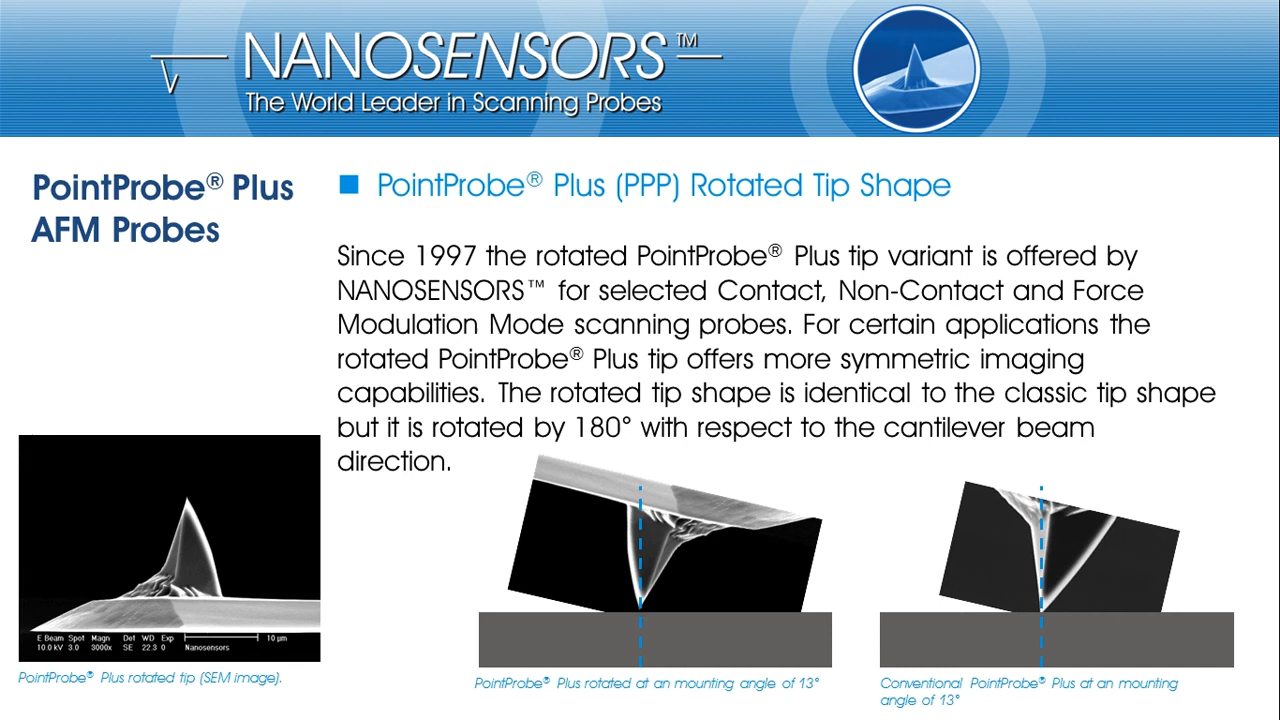 NANOSENSORS™
The World Leader in Scanning Probes
PointProbe® Plus
AFM Probes
■ PointProbe® Plus (PPP) Rotated Tip Shape
Since 1997 the rotated PointProbe® Plus tip variant is offered by
NANOSENSORS™ for selected Contact, Non-Contact and Force
Modulation Mode scanning probes. For certain applications the
rotated PointProbe® Plus tip offers more symmetric imaging
capabilities. The rotated tip shape is identical to the classic tip shape
but it is rotated by 180° with respect to the cantilever beam
direction.
E Beam Spot Magn Det WD Exp 10 µm
10.0 kV 3.0 3000x SE 22.3 0 Nanosensors
PointProbe® Plus rotated tip (SEM image).
PointProbe® Plus rotated at an mounting angle of 13°
Conventional PointProbe® Plus at an mounting
angle of 13°